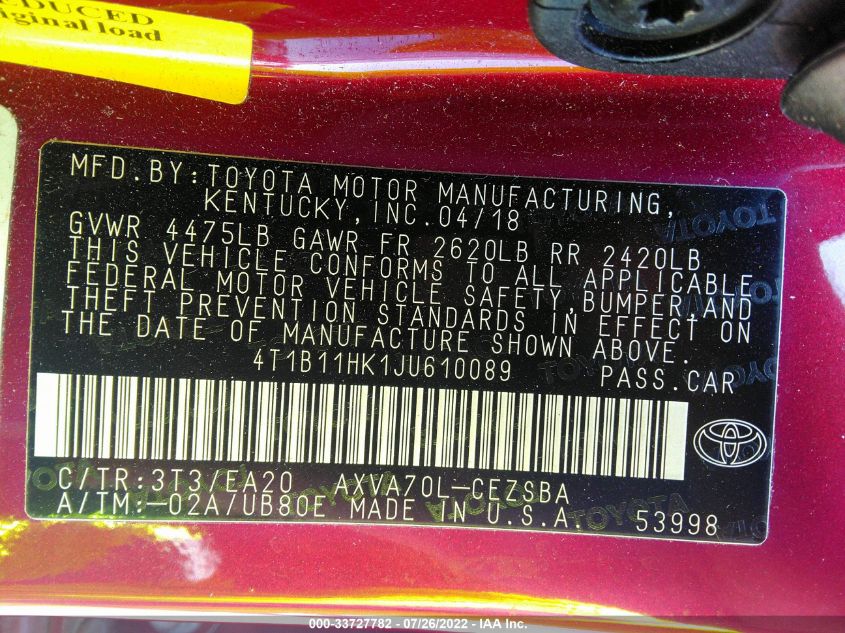 REDUCED
original load
MFD.BY:TOYOTA MOTOR MANUFACTURING,
KENTUCKY,INC.04/18
GVWR 4475LB GAWR FR 2620LB RR 2420LB
THIS VEHICLE CONFORMS TO ALL APPLICABLE
FEDERAL MOTOR VEHICLE SAFETY,BUMPER,AND
THEFT PREVENTION STANDARDS IN EFFECT ON
THE DATE OF MANUFACTURE SHOWN ABOVE.
4T1B11HK1JU610089 PASS.CAR
C/TR:3T3/EA20 AXVA70L-CEZSBA
A/TM:-02A/UB80E MADE IN U.S.A. 53998
TOYOTA
000-33727782 - 07/26/2022 - IAA Inc.